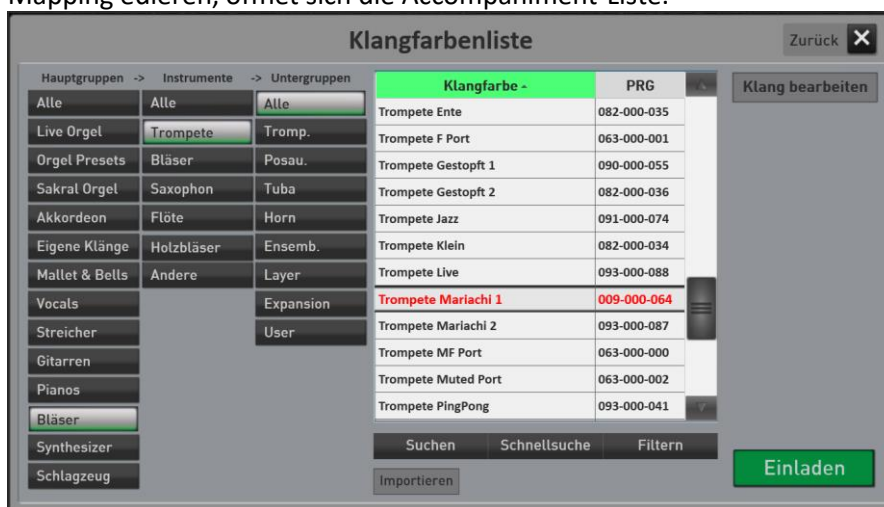 Mapping edieren, öffnet sich die Accompaniment-Liste:
Klangfarbenliste
Zurück X
Hauptgruppen -> Instrumente -> Untergruppen
Alle
Live Orgel
Orgel Presets
Sakral Orgel
Akkordeon
Eigene Klänge
Mallet & Bells
Vocals
Streicher
Gitarren
Pianos
Bläser
Synthesizer
Schlagzeug
Alle
Trompete
Bläser
Saxophon
Flöte
Holzbläser
Andere
Alle
Tromp.
Posau.
Tuba
Horn
Ensemb.
Layer
Expansion
User
Klangfarbe PRG
Trompete Ente 082-000-035
Trompete F Port 063-000-001
Trompete Gestopft 1 090-000-055
Trompete Gestopft 2 082-000-036
Trompete Jazz 091-000-074
Trompete Klein 082-000-034
Trompete Live 093-000-088
Trompete Mariachi 1 009-000-064
Trompete Mariachi 2 093-000-087
Trompete MF Port 063-000-000
Trompete Muted Port 063-000-002
Trompete PingPong 093-000-041
Suchen Schnellsuche Filtern
Importieren
Klang bearbeiten
Einladen